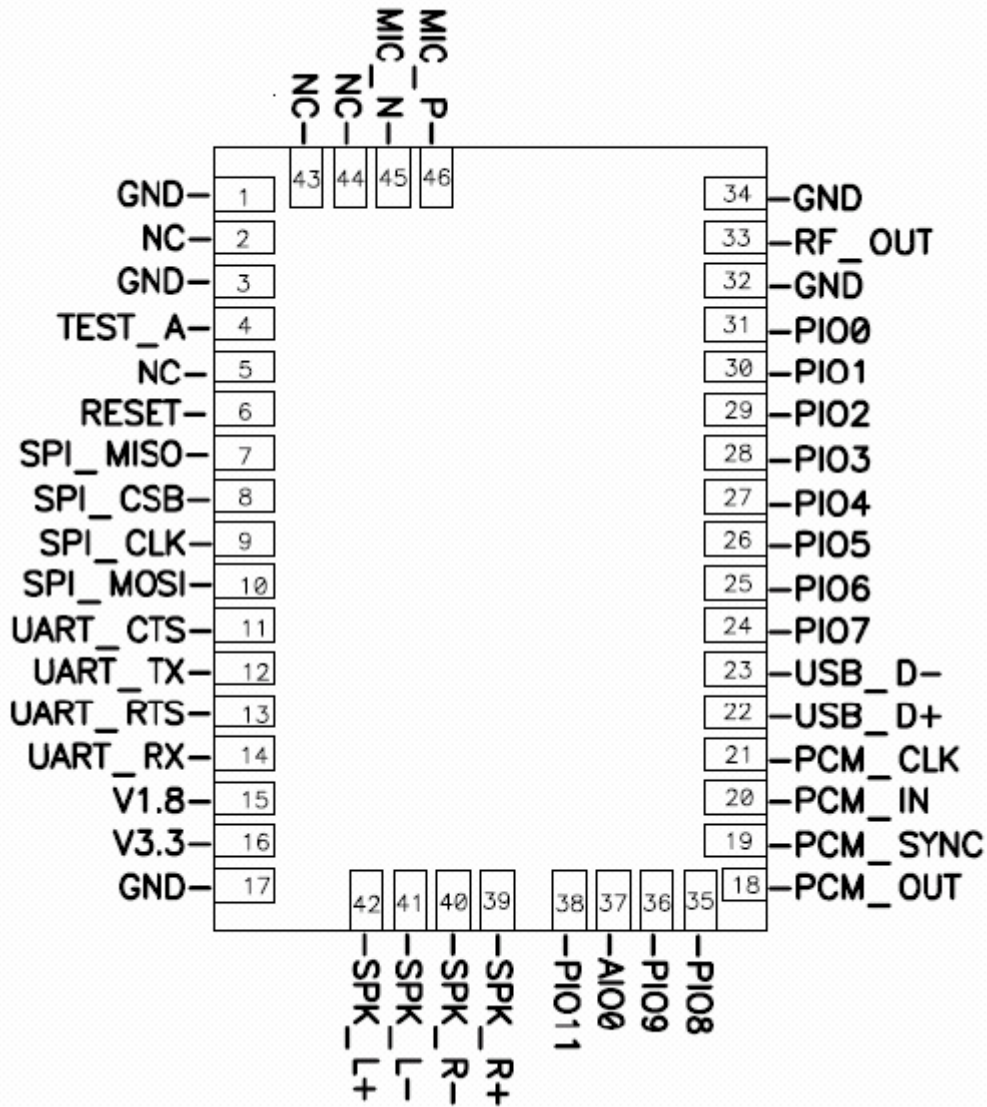 NC-
NC-
MIC_N-
MIC_P-
43 44 45 46
GND- 1
NC- 2
GND- 3
TEST_A- 4
NC- 5
RESET- 6
SPI_MISO- 7
SPI_CSB- 8
SPI_CLK- 9
SPI_MOSI- 10
UART_CTS- 11
UART_TX- 12
UART_RTS- 13
UART_RX- 14
V1.8- 15
V3.3- 16
GND- 17
34 -GND
33 -RF_OUT
32 -GND
31 -PIO0
30 -PIO1
29 -PIO2
28 -PIO3
27 -PIO4
26 -PIO5
25 -PIO6
24 -PIO7
23 -USB_D-
22 -USB_D+
21 -PCM_CLK
20 -PCM_IN
19 -PCM_SYNC
18 -PCM_OUT
42 41 40 39 38 37 36 35
-SPK_L+
-SPK_L-
-SPK_R-
-SPK_R+
-PIO11
-AIO0
-PIO9
-PIO8